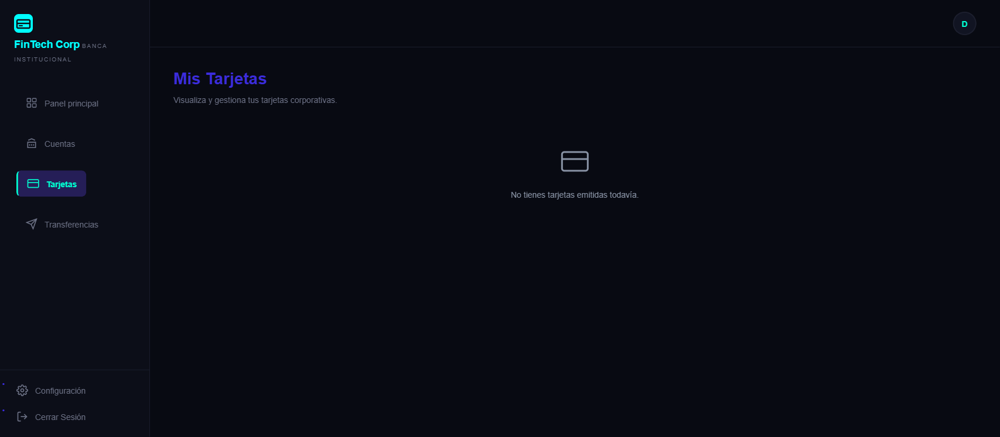 FinTech Corp BANCA
INSTITUCIONAL
D
Mis Tarjetas
Visualiza y gestiona tus tarjetas corporativas.
Panel principal
Cuentas
Tarjetas
Transferencias
No tienes tarjetas emitidas todavía.
Configuración
Cerrar Sesión